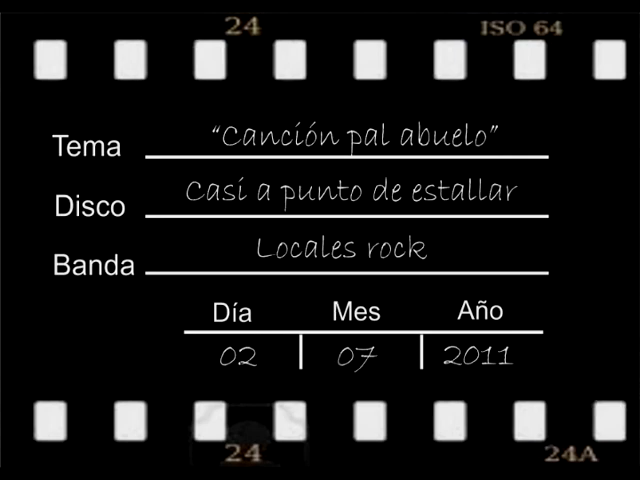 24 ISO 64
Tema "Canción pal abuelo"
Disco Casi a punto de estallar
Banda Locales rock
Día Mes Año
02 07 2011
24 24A